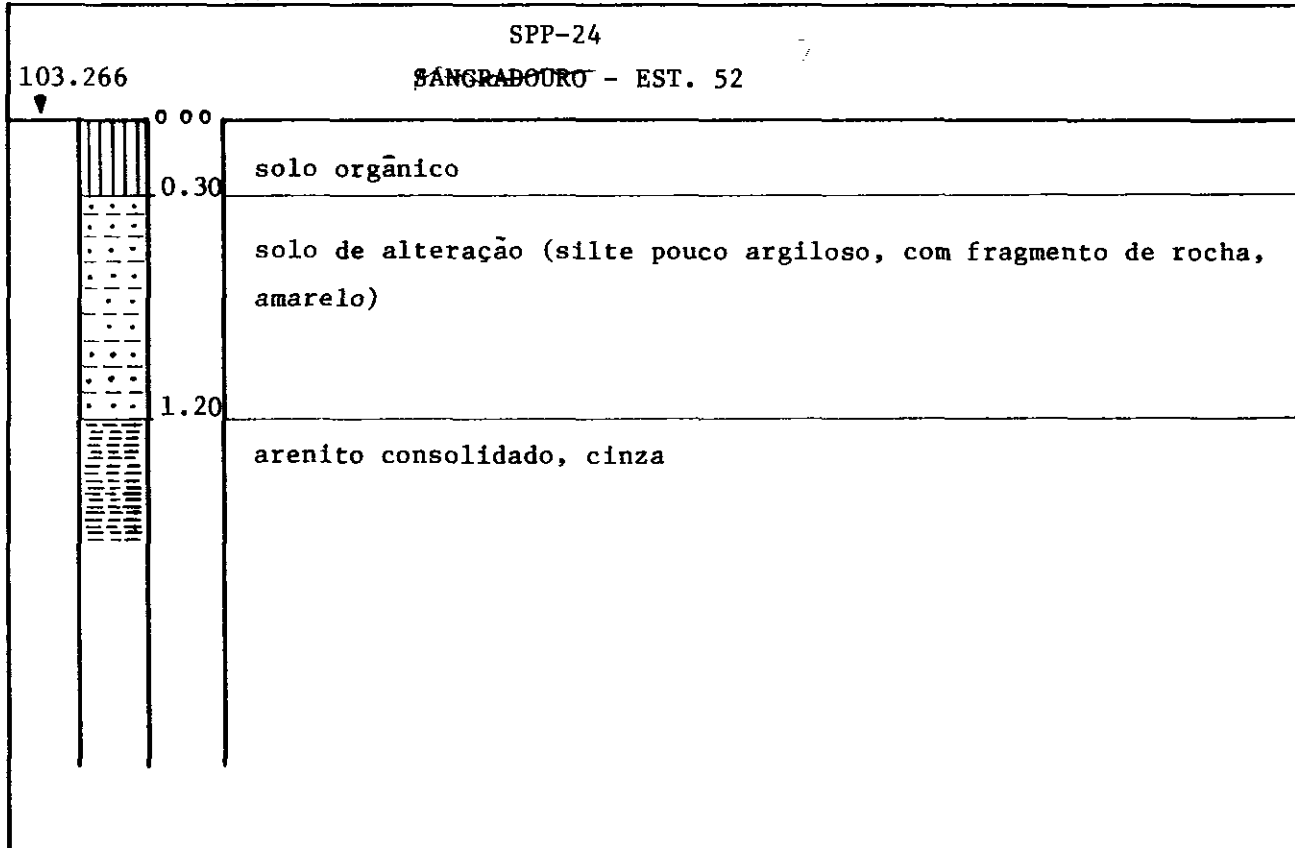 SPP-24
103.266
SANGRADOURO - EST. 52
0 00
solo orgânico
0.30
solo de alteração (silte pouco argiloso, com fragmento de rocha,
amarelo)
1.20
arenito consolidado, cinza